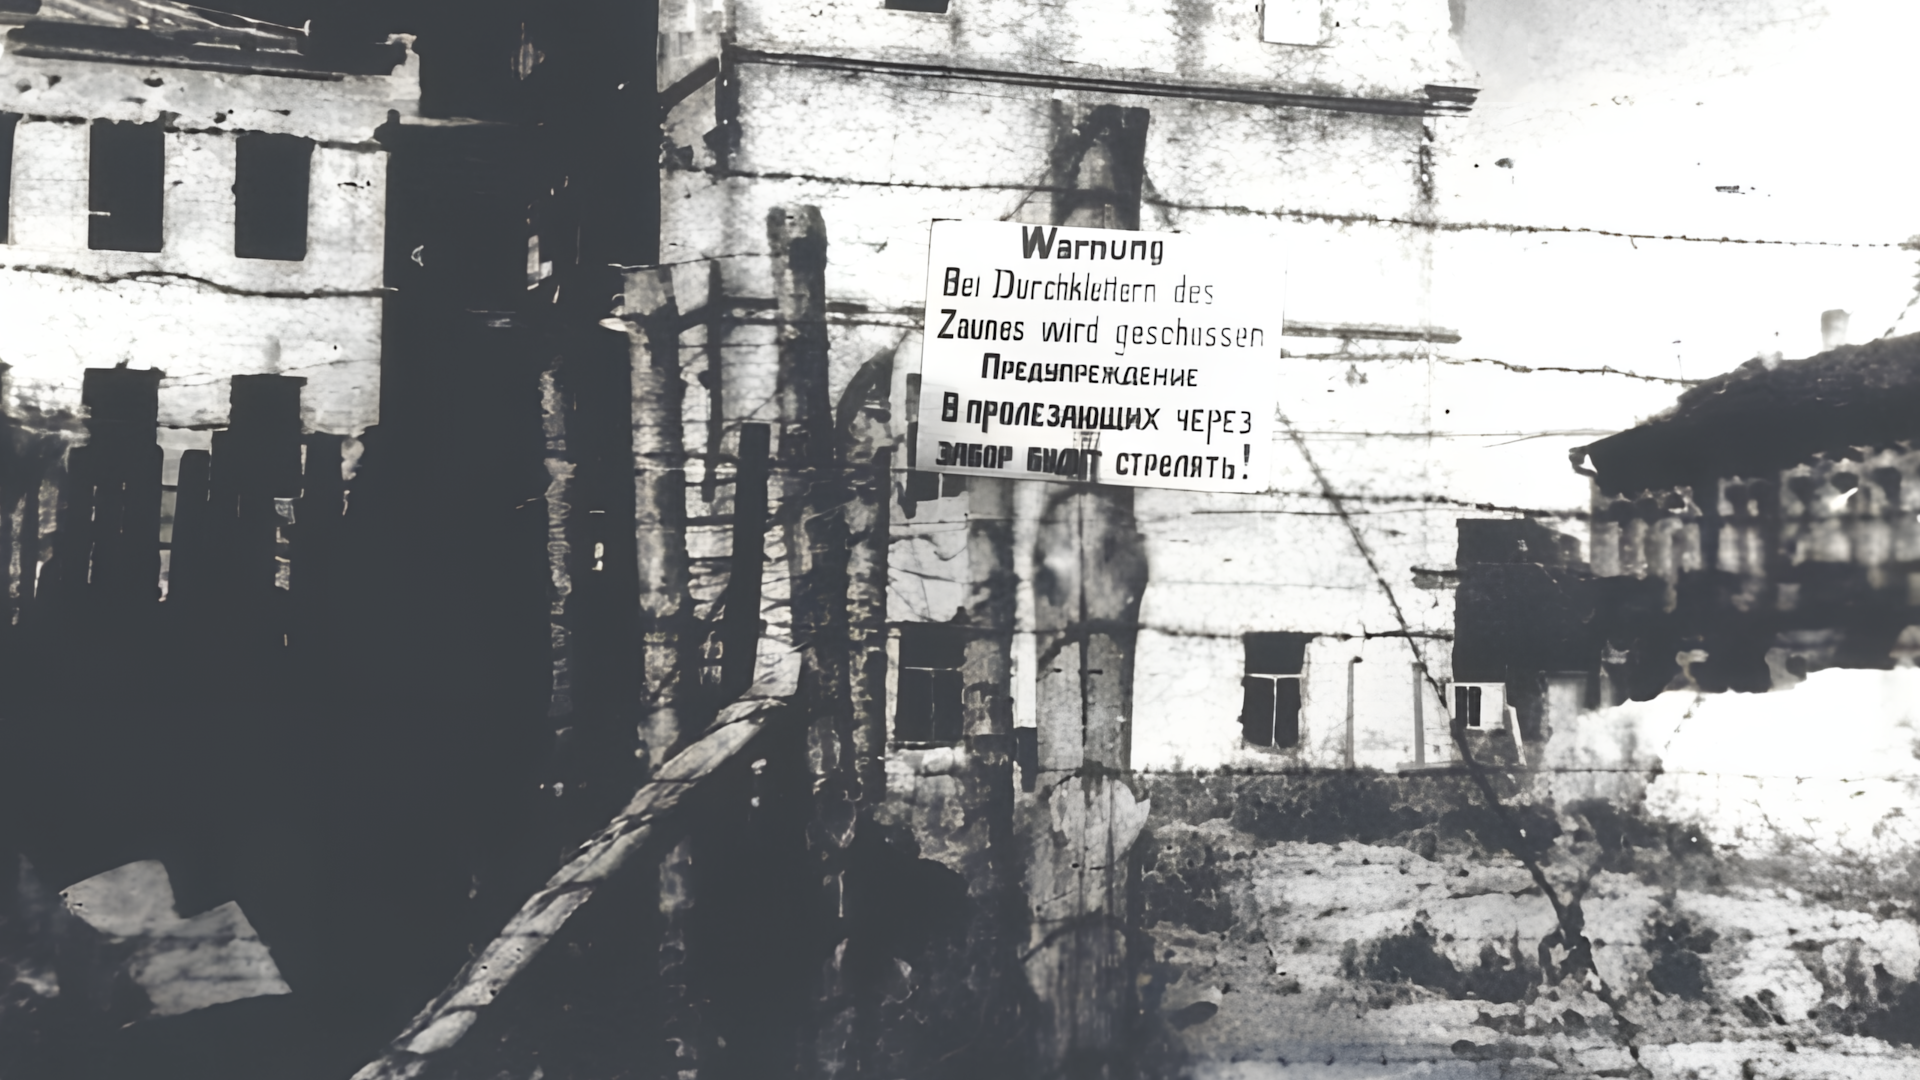 Warnung
Bei Durchklettern des
Zaunes wird geschossen
ПРЕДУПРЕЖДЕНИЕ
В ПРОЛЕЗАЮЩИХ ЧЕРЕЗ
ЗАБОР БУДУТ СТРЕЛЯТЬ!